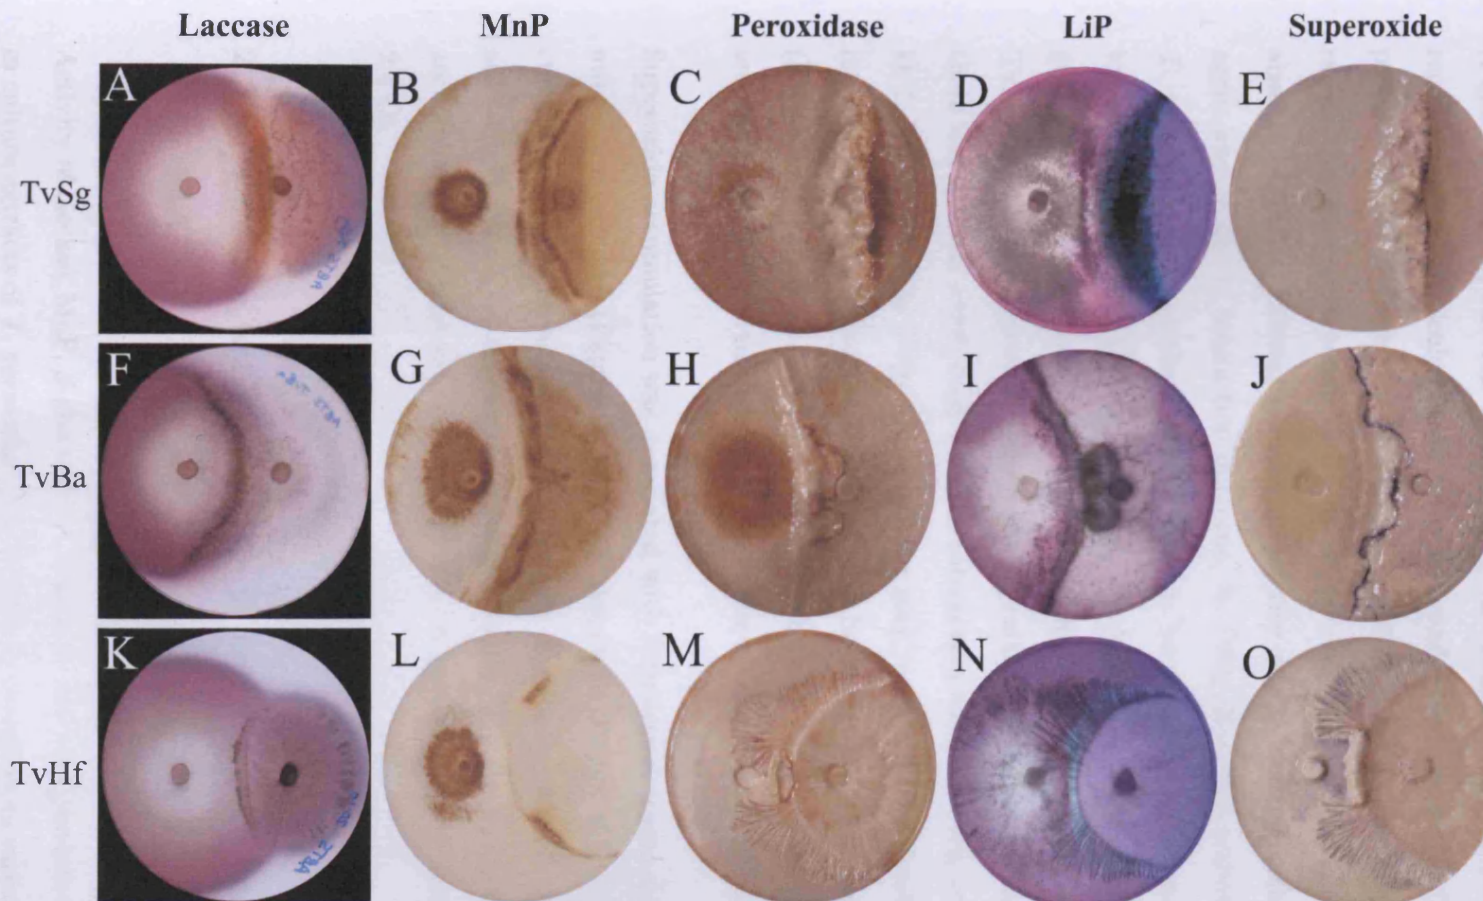 Laccase MnP Peroxidase LiP Superoxide
A B C D E
TvSg
F G H I J
TvBa
K L M N O
TvHf